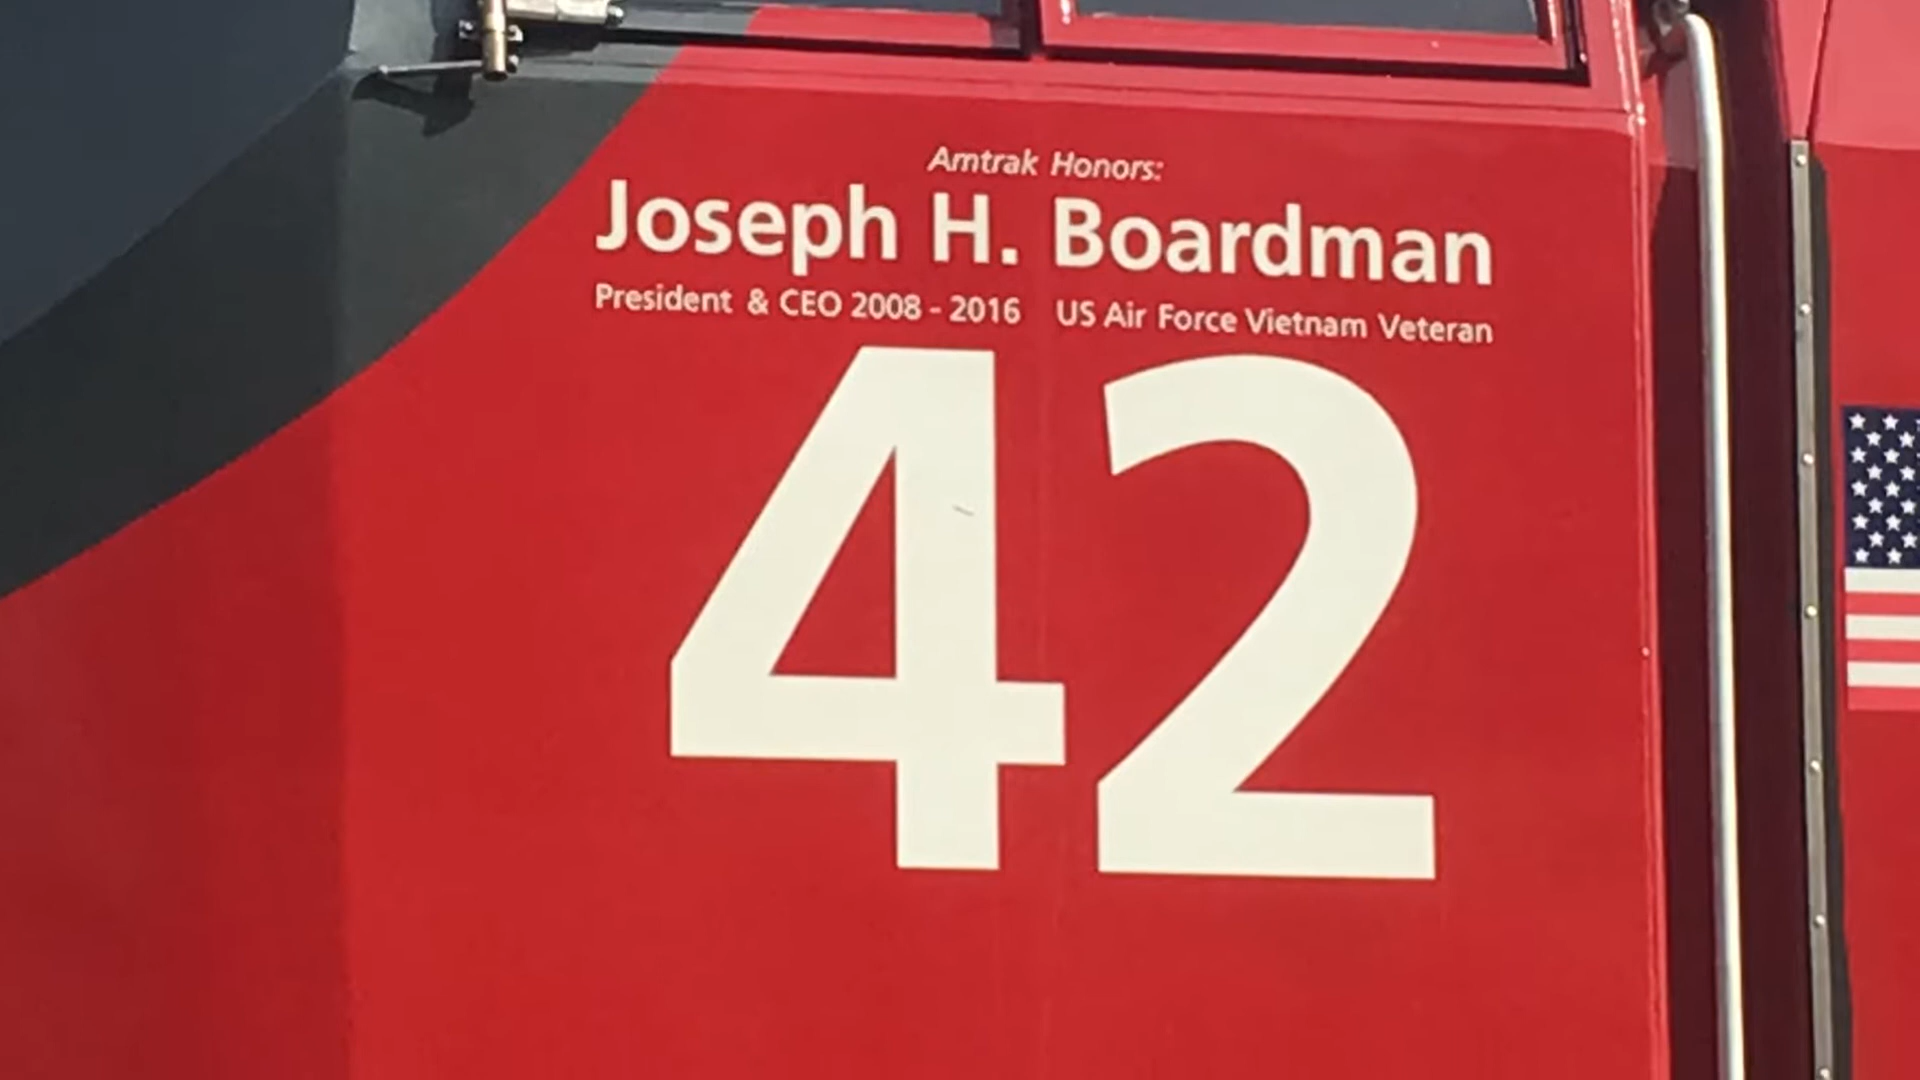 Amtrak Honors:
Joseph H. Boardman
President & CEO 2008 - 2016 US Air Force Vietnam Veteran
42